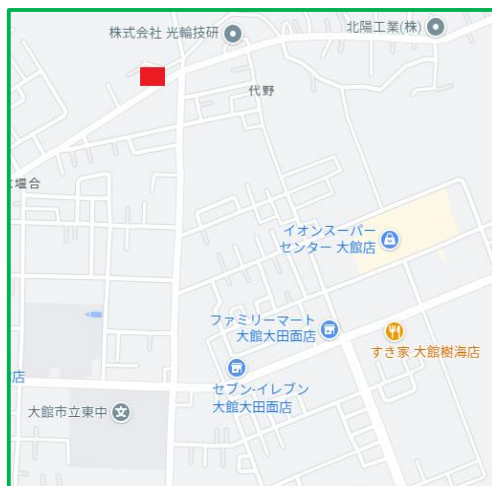 株式会社 光輪技研
北陽工業(株)
代野
堰合
イオンスーパー
センター 大館店
ファミリーマート
大館大田面店
すき家 大館樹海店
セブン-イレブン
大館大田面店
店
大館市立東中